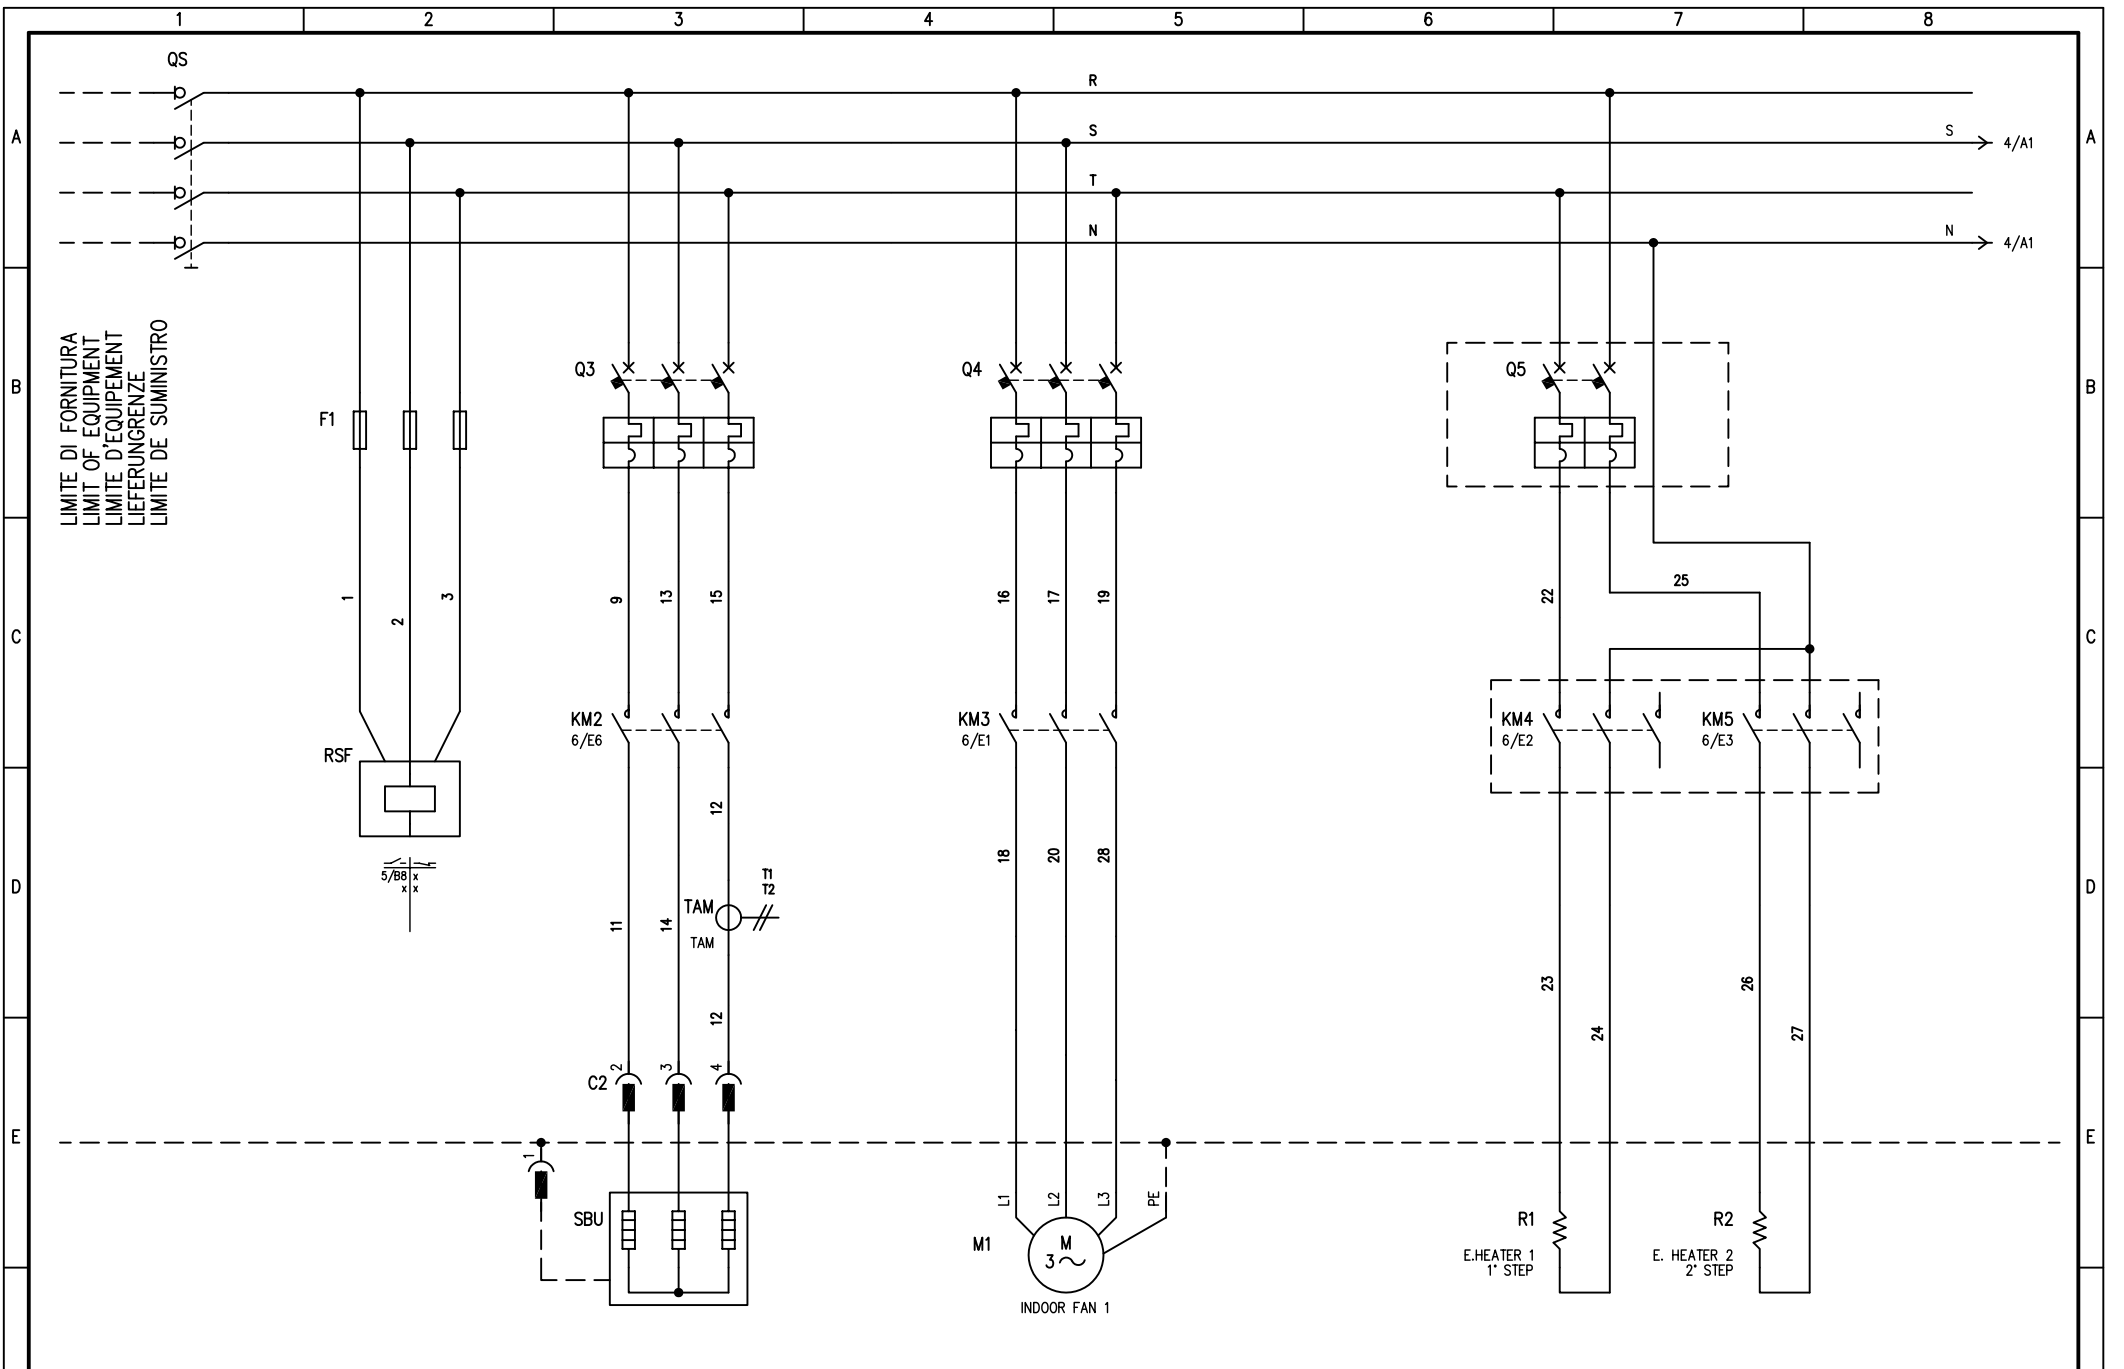 1 2 3 4 5 6 7 8
QS
R
A S S 4/A1 A
T
N N 4/A1
LIMITE DI FORNITURA
LIMIT OF EQUIPMENT
LIMITE D'EQUIPEMENT
LIEFERUNGRENZE
LIMITE DE SUMINISTRO
B Q3 Q4 Q5 B
F1
25
1 2 3 9 13 15 16 17 19 22
C C
KM2 KM3 KM4 KM5
6/E6 6/E1 6/E2 6/E3
RSF
12
18 20 28
5/B8 x
x x
T1
T2
D D
TAM
TAM
11 14
23 26
12
24 27
2 3 4
C2
E E
1
L1 L2 L3 PE
SBU R1 R2
M1 M
3
E.HEATER 1 E. HEATER 2
1° STEP 2° STEP
INDOOR FAN 1